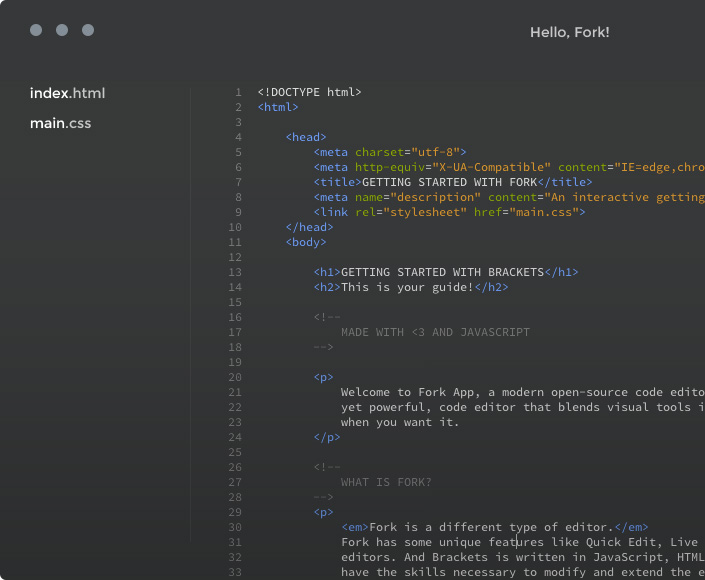 Hello, Fork!
index.html
main.css
1 <!DOCTYPE html>
2 <html>
3
4 <head>
5 <meta charset="utf-8">
6 <meta http-equiv="X-UA-Compatible" content="IE=edge,chro
7 <title>GETTING STARTED WITH FORK</title>
8 <meta name="description" content="An interactive getting
9 <link rel="stylesheet" href="main.css">
10 </head>
11 <body>
12
13 <h1>GETTING STARTED WITH BRACKETS</h1>
14 <h2>This is your guide!</h2>
15
16 <!--
17 MADE WITH <3 AND JAVASCRIPT
18 -->
19
20 <p>
21 Welcome to Fork App, a modern open-source code edito
22 yet powerful, code editor that blends visual tools i
23 when you want it.
24 </p>
25
26 <!--
27 WHAT IS FORK?
28 -->
29 <p>
30 <em>Fork is a different type of editor.</em>
31 Fork has some unique features like Quick Edit, Live
32 editors. And Brackets is written in JavaScript, HTML
33 have the skills necessary to modify and extend the e